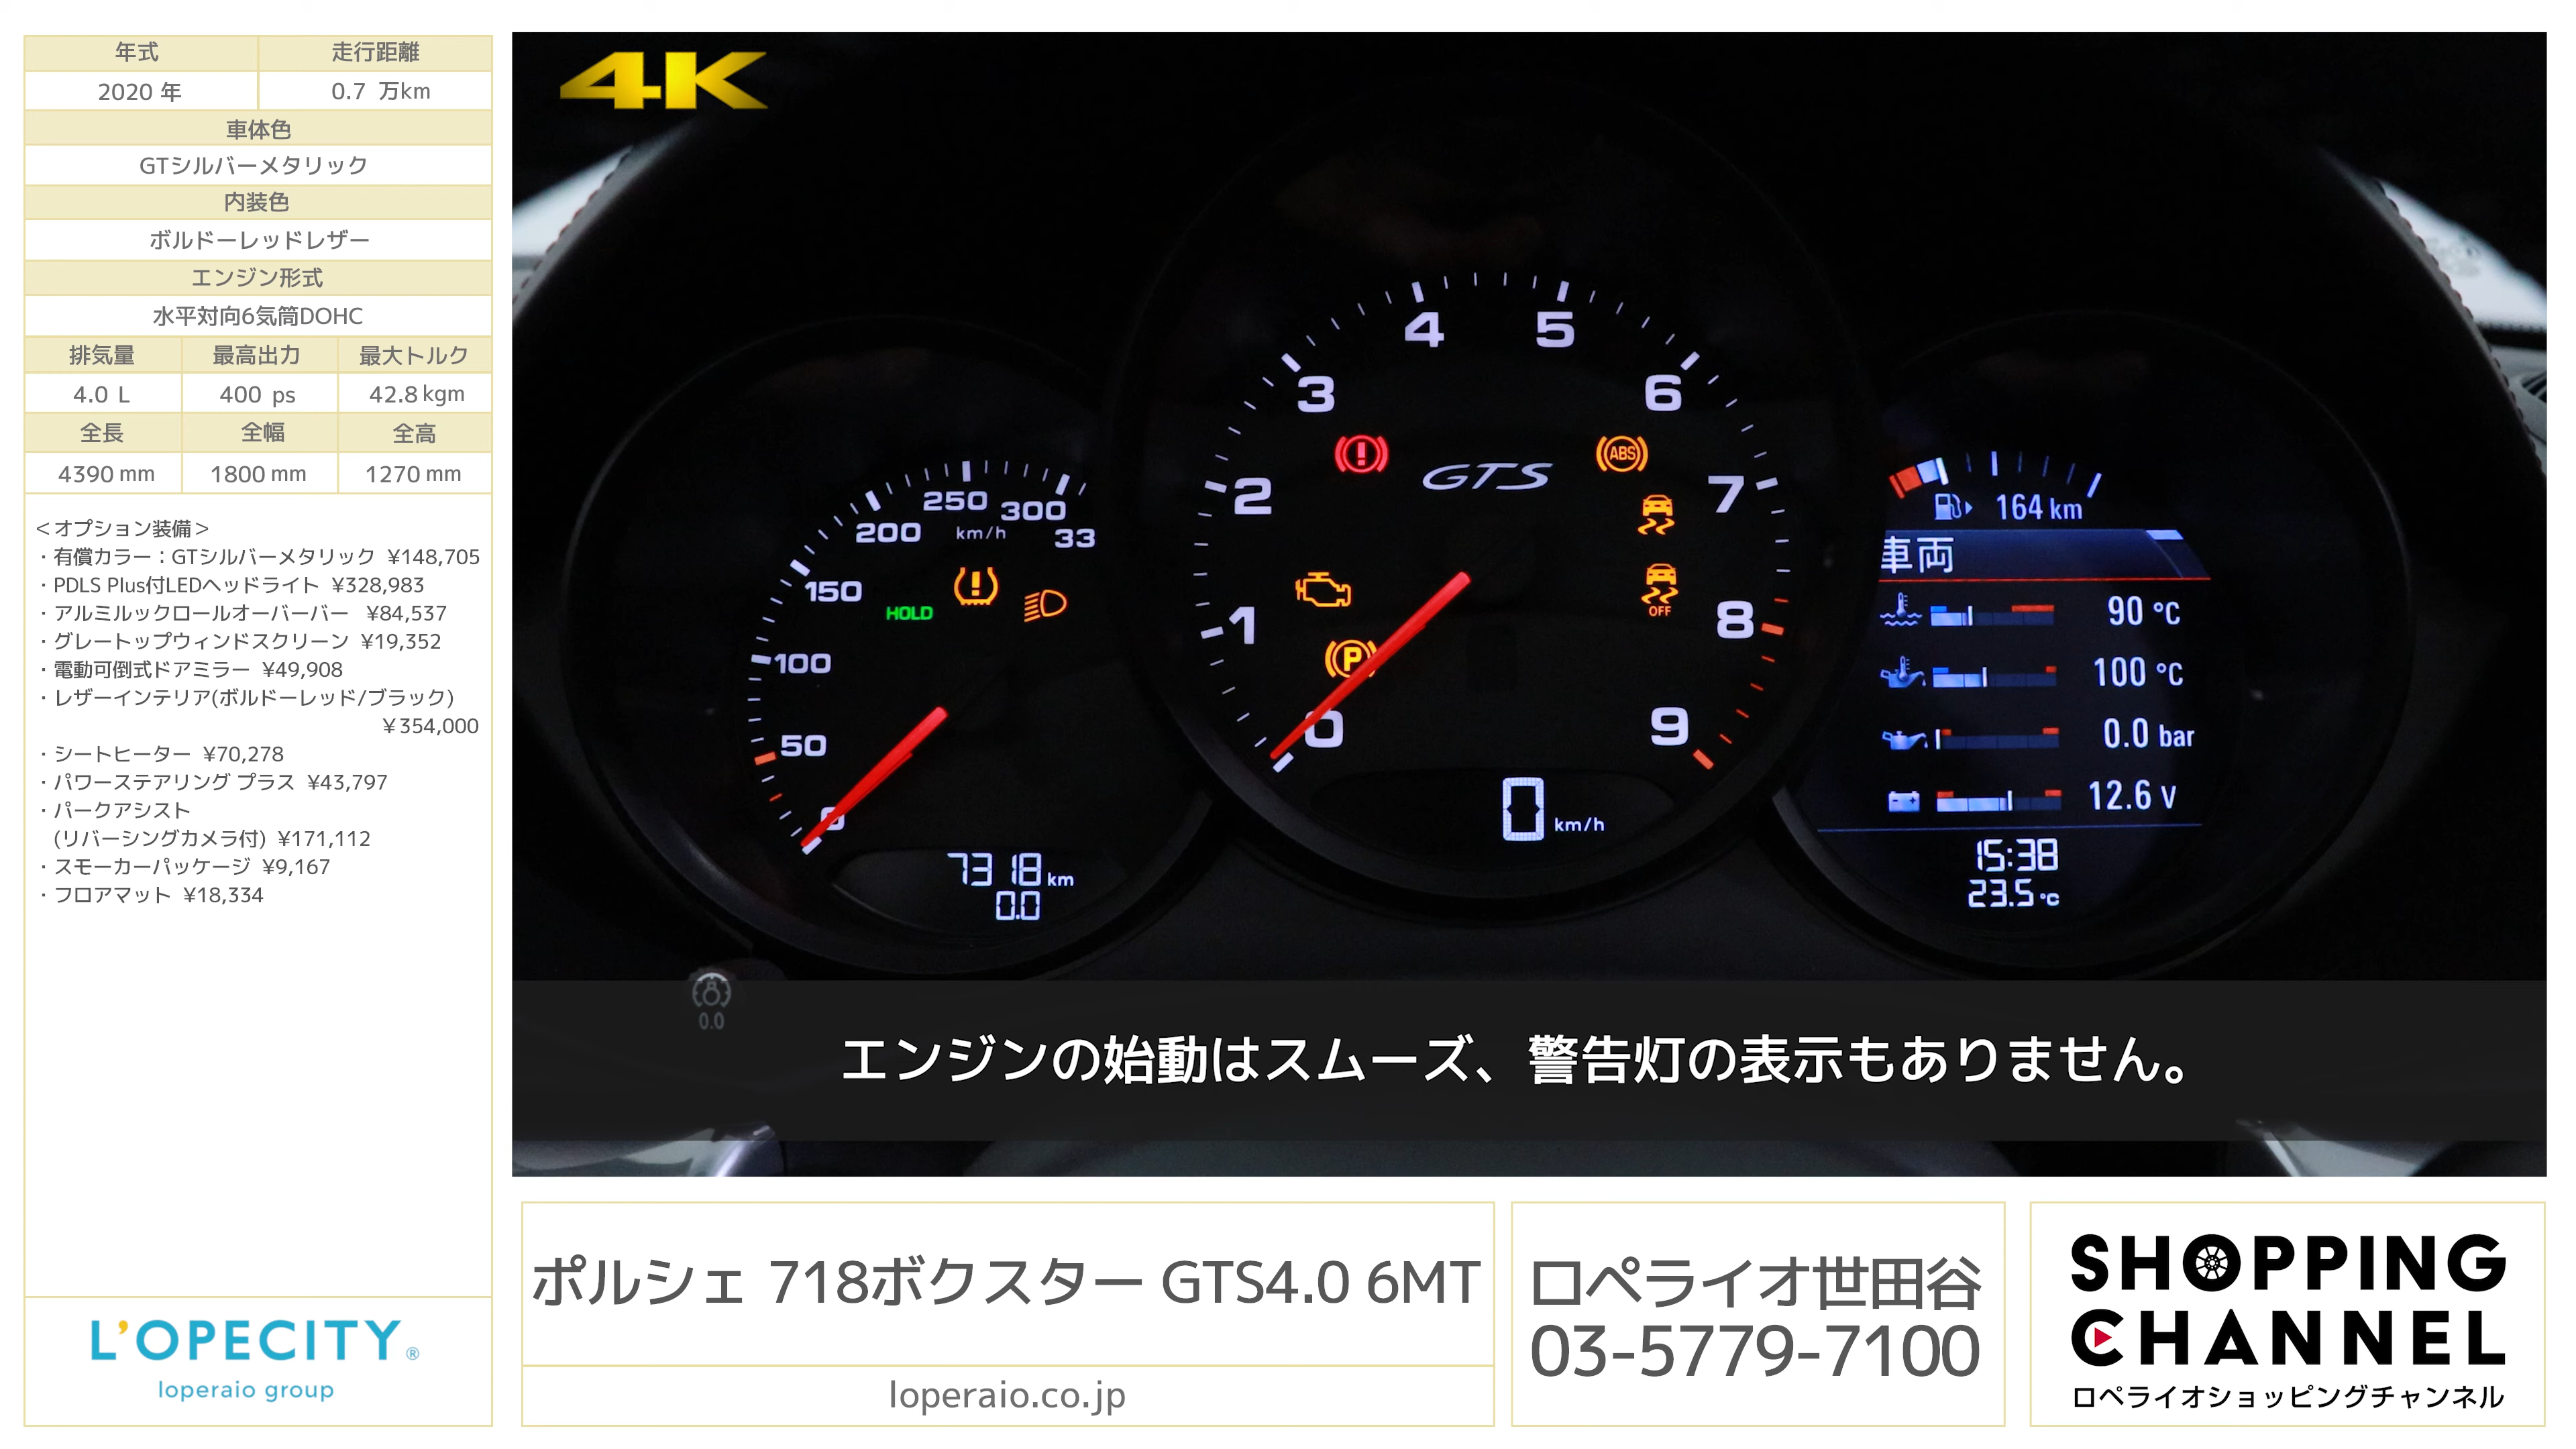 年式 走行距離
2020 年 0.7 万km
車体色
GTシルバーメタリック
内装色
ボルドーレッドレザー
エンジン形式
水平対向6気筒DOHC
排気量 最高出力 最大トルク
4.0 L 400 ps 42.8 kgm
全長 全幅 全高
4390 mm 1800 mm 1270 mm
＜オプション装備＞
・有償カラー：GTシルバーメタリック ¥148,705
・PDLS Plus付LEDヘッドライト ¥328,983
・アルミルックロールオーバーバー ¥84,537
・グレートップウィンドスクリーン ¥19,352
・電動可倒式ドアミラー ¥49,908
・レザーインテリア(ボルドーレッド/ブラック)
￥354,000
・シートヒーター ¥70,278
・パワーステアリング プラス ¥43,797
・パークアシスト
(リバーシングカメラ付) ¥171,112
・スモーカーパッケージ ¥9,167
・フロアマット ¥18,334
L'OPECITY®
loperaio group
4K
0
50
100
150
200
250
300
33
km/h
HOLD
7318 km
0.0
0
1
2
3
4
5
6
7
8
9
GTS
ABS
OFF
P
0 km/h
164 km
車両
90 °C
100 °C
0.0 bar
12.6 V
15:38
23.5 °C
0.0
エンジンの始動はスムーズ、警告灯の表示もありません。
ポルシェ 718ボクスター GTS4.0 6MT
loperaio.co.jp
ロペライオ世田谷
03-5779-7100
SHOPPING
CHANNEL
ロペライオショッピングチャンネル